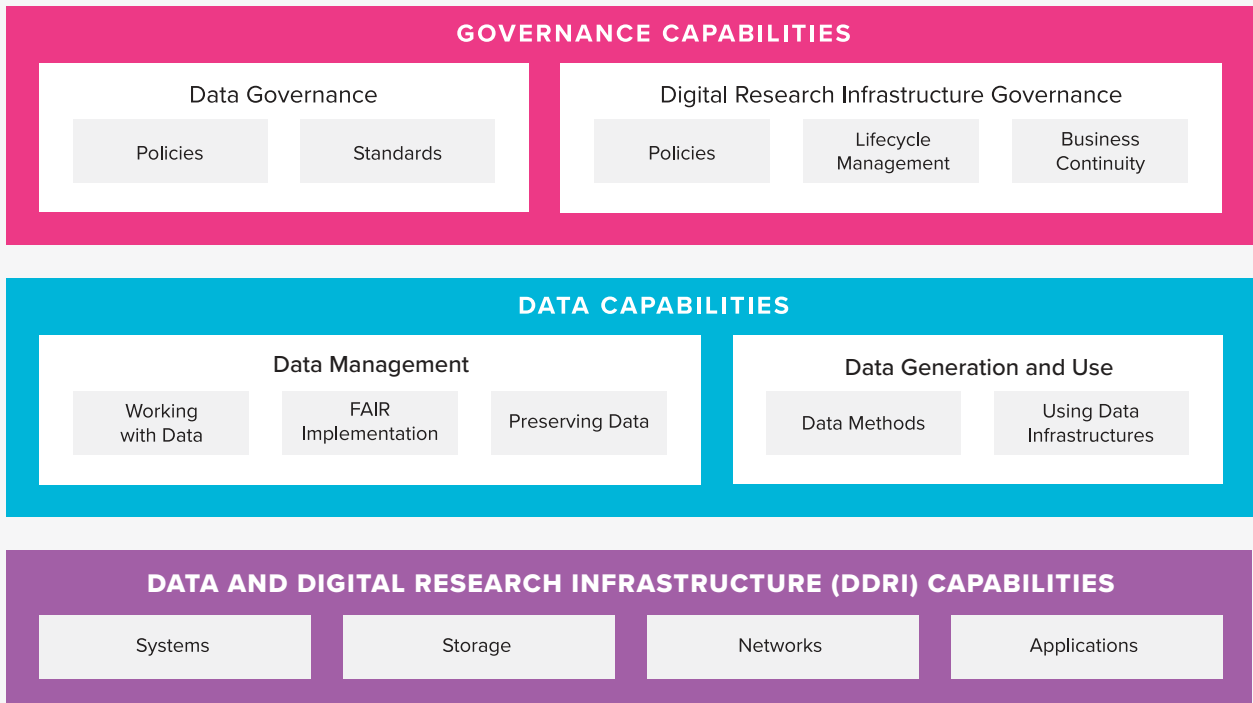 GOVERNANCE CAPABILITIES
Data Governance
Policies
Standards
Digital Research Infrastructure Governance
Policies
Lifecycle
Management
Business
Continuity
DATA CAPABILITIES
Data Management
Working
with Data
FAIR
Implementation
Preserving Data
Data Generation and Use
Data Methods
Using Data
Infrastructures
DATA AND DIGITAL RESEARCH INFRASTRUCTURE (DDRI) CAPABILITIES
Systems
Storage
Networks
Applications